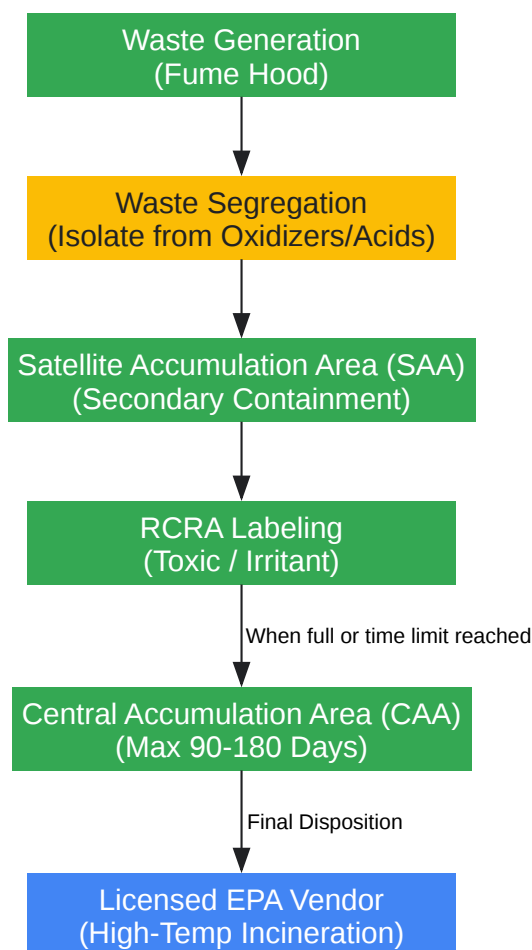 Waste Generation
(Fume Hood)
Waste Segregation
(Isolate from Oxidizers/Acids)
Satellite Accumulation Area (SAA)
(Secondary Containment)
RCRA Labeling
(Toxic / Irritant)
When full or time limit reached
Central Accumulation Area (CAA)
(Max 90-180 Days)
Final Disposition
Licensed EPA Vendor
(High-Temp Incineration)